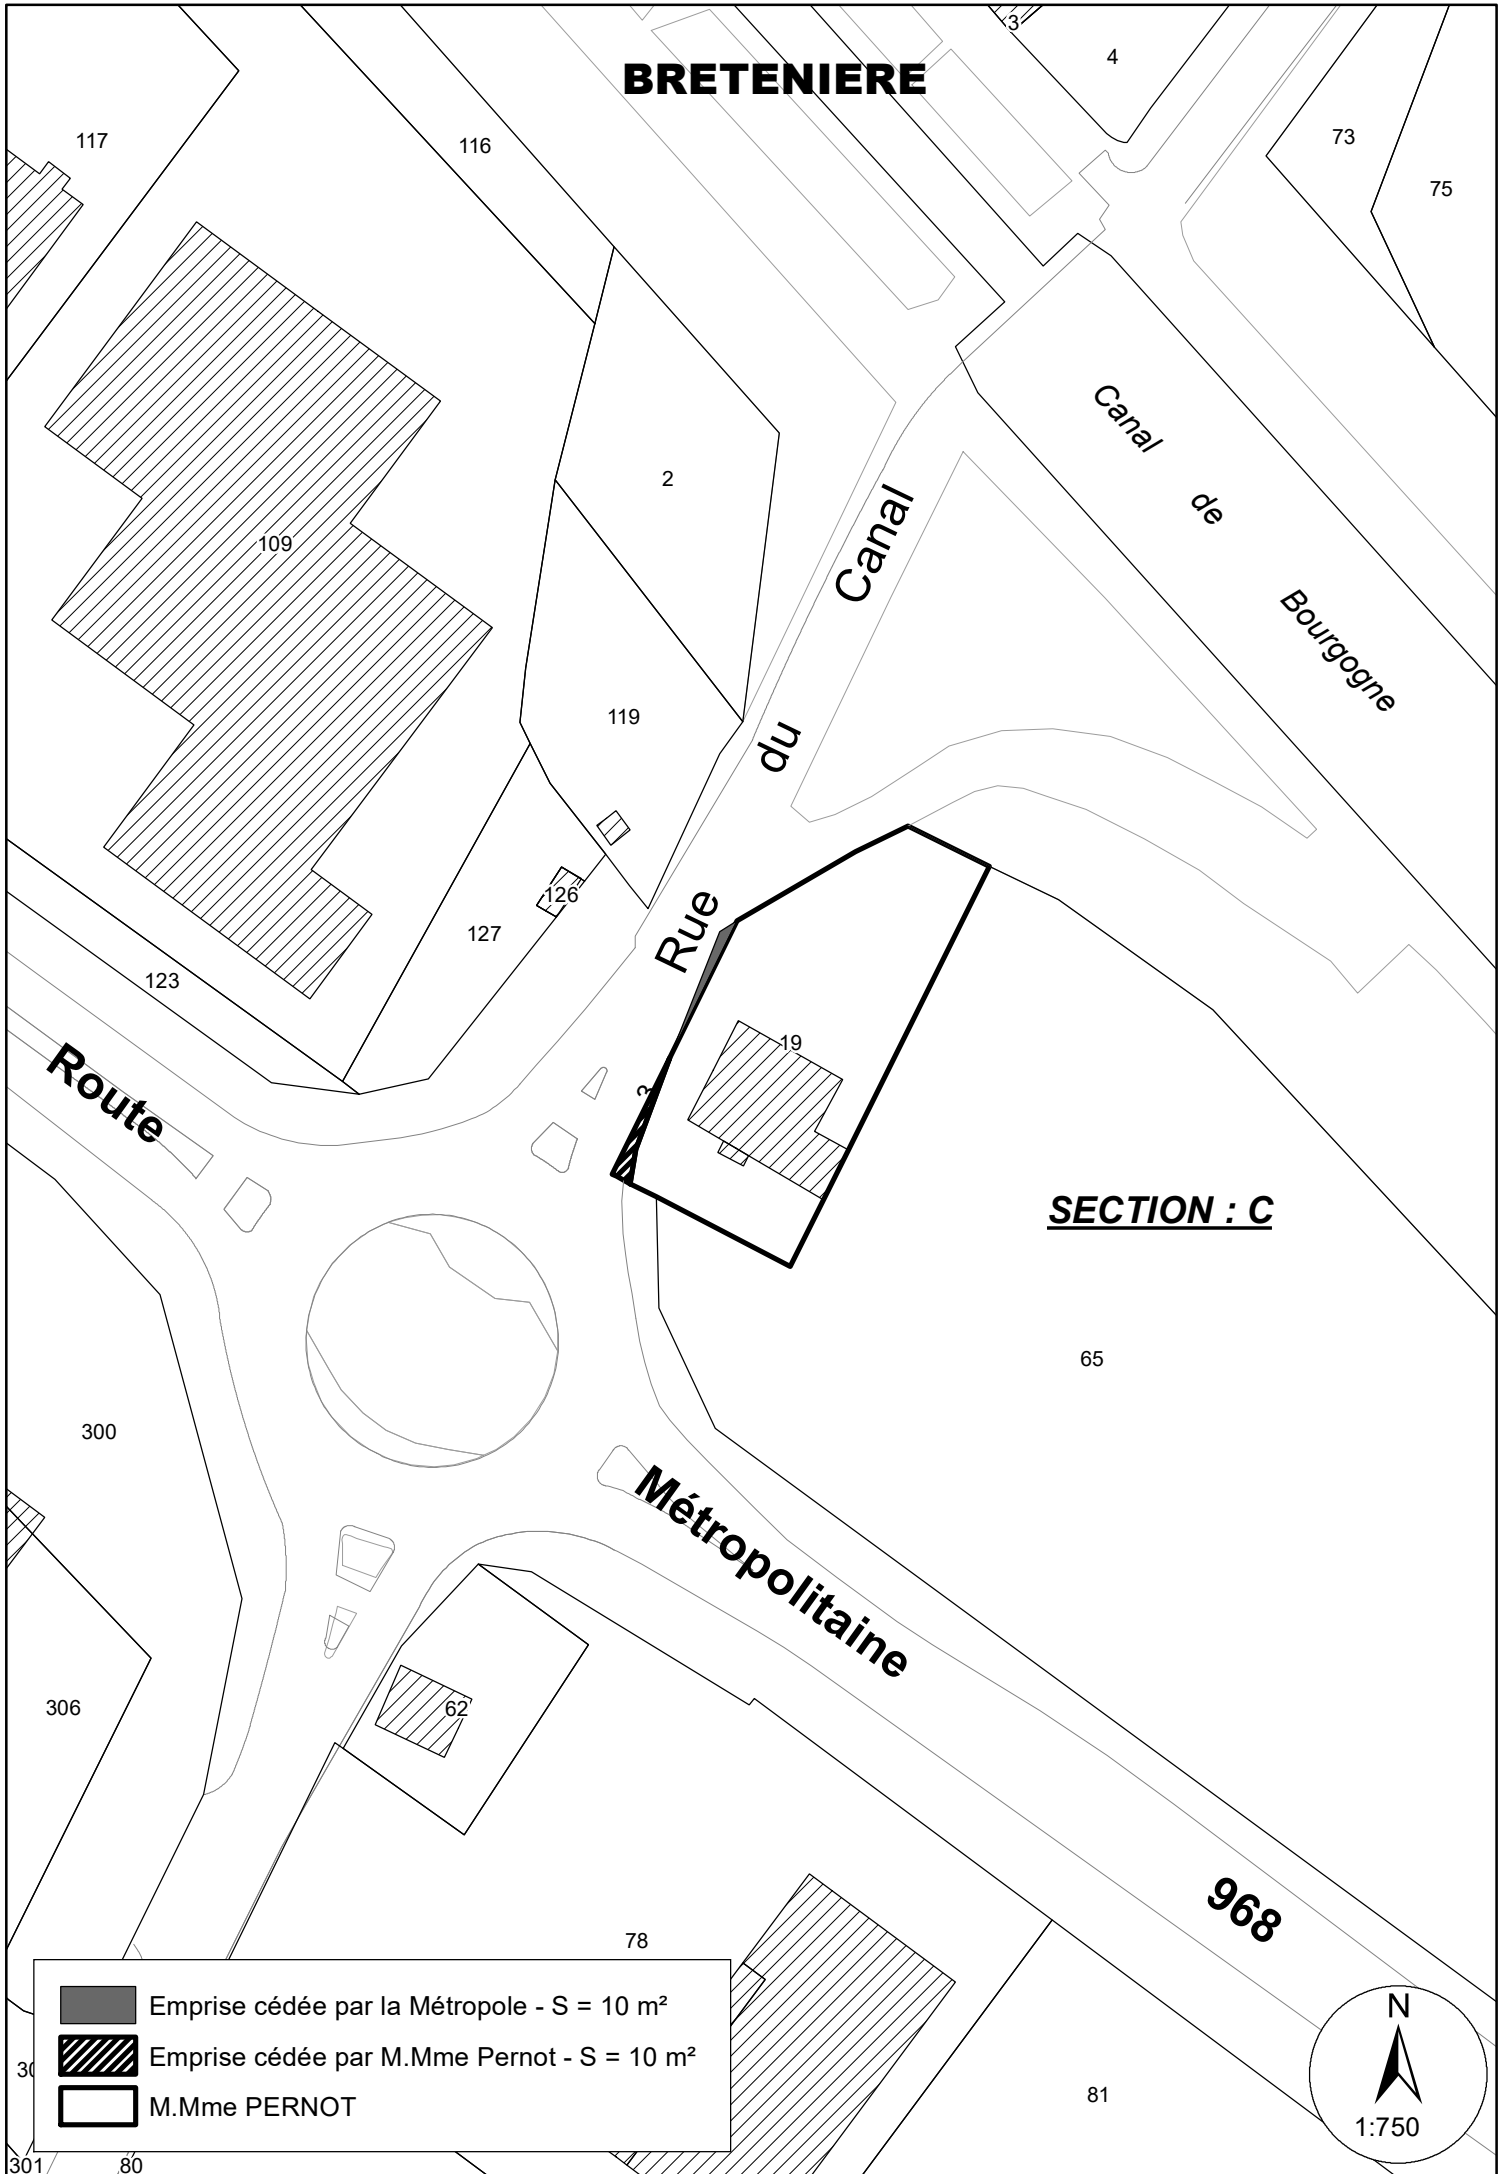 BRETENIERE
3
4
117
116
73
75
2
Canal
de
Bourgogne
109
Rue du Canal
119
126
127
123
19
3
Route
SECTION : C
65
300
Métropolitaine
306
62
968
78
Emprise cédée par la Métropole - S = 10 m²
Emprise cédée par M.Mme Pernot - S = 10 m²
M.Mme PERNOT
81
N
1:750
301
80